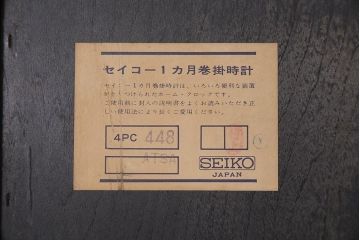 セイコー1カ月巻掛時計
セイコー1カ月巻掛時計は、いろいろ便利な装置
がとりつけられたホーム・クロックです。
ご使用前に封入の説明書をよくお読みいただき正
しい使用法により長くご愛用ください。
4PC 448
ATSA
SEIKO
JAPAN